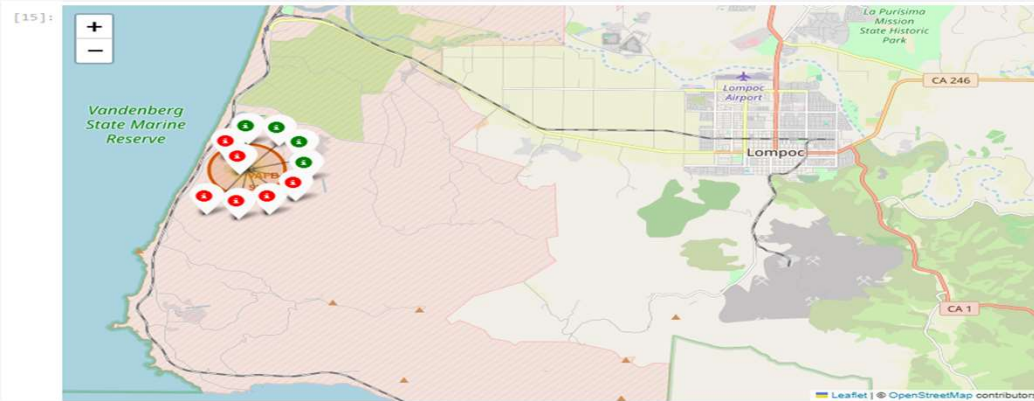 [15]:
+
−
La Purísima
Mission
State Historic
Park
CA 246
Lompoc
Airport
Vandenberg
State Marine
Reserve
Lompoc
CA 1
Leaflet | © OpenStreetMap contributors